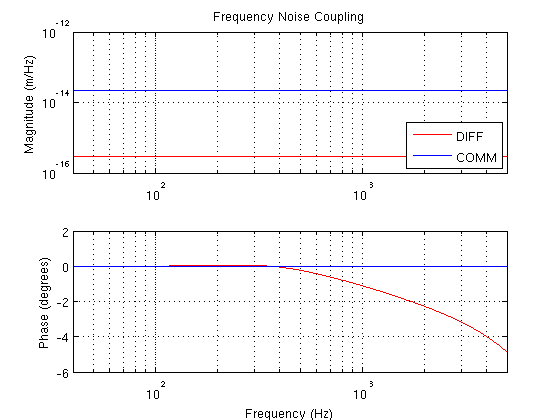 Frequency Noise Coupling
Magnitude (m/Hz)
10^-12
10^-14
10^-16
DIFF
COMM
10^2
10^3
Phase (degrees)
2
0
-2
-4
-6
10^2
10^3
Frequency (Hz)